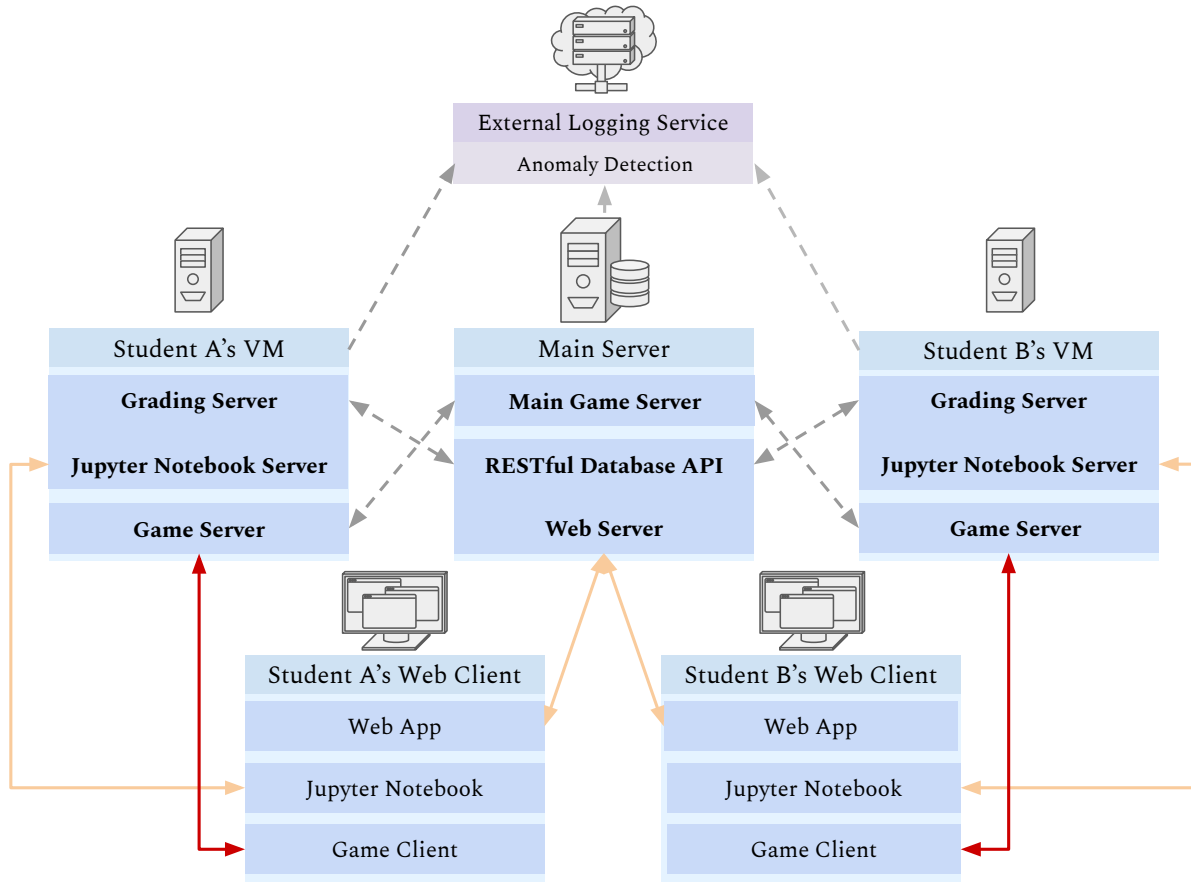 External Logging Service
Anomaly Detection
Student A’s VM
Grading Server
Jupyter Notebook Server
Game Server
Main Server
Main Game Server
RESTful Database API
Web Server
Student B’s VM
Grading Server
Jupyter Notebook Server
Game Server
Student A’s Web Client
Web App
Jupyter Notebook
Game Client
Student B’s Web Client
Web App
Jupyter Notebook
Game Client